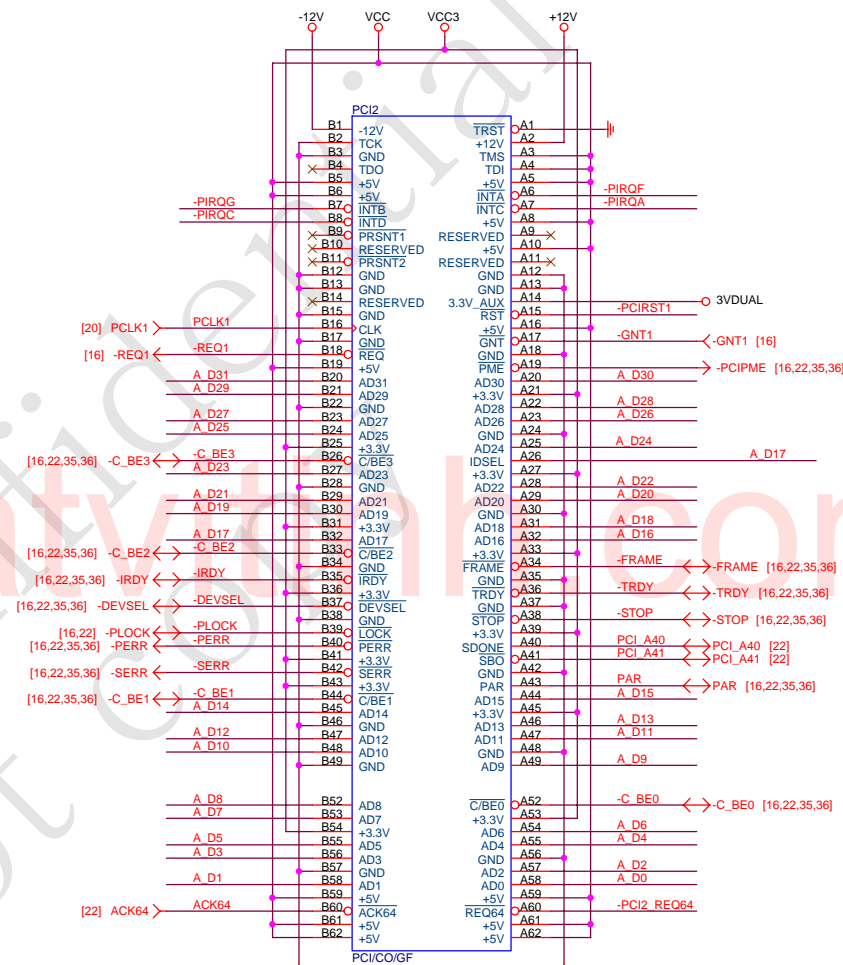 -12V VCC VCC3 +12V
PCI2
B1 -12V TRST A1
B2 TCK +12V A2
B3 GND TMS A3
B4 TDO TDI A4
B5 +5V +5V A5
B6 +5V INTA A6 -PIRQF
-PIRQG B7 INTB INTC A7 -PIRQA
-PIRQC B8 INTD +5V A8
B9 PRSNT1 RESERVED A9
B10 RESERVED +5V A10
B11 PRSNT2 RESERVED A11
B12 GND GND A12
B13 GND GND A13
B14 RESERVED 3.3V_AUX A14 3VDUAL
B15 GND RST A15 -PCIRST1
[20] PCLK1 PCLK1 B16 CLK +5V A16
B17 GND GNT A17 -GNT1 -GNT1 [16]
[16] -REQ1 -REQ1 B18 REQ GND A18
B19 +5V PME A19 -PCIPME [16,22,35,36]
A_D31 B20 AD31 AD30 A20 A_D30
A_D29 B21 AD29 +3.3V A21
B22 GND AD28 A22 A_D28
A_D27 B23 AD27 AD26 A23 A_D26
A_D25 B24 AD25 GND A24
B25 +3.3V AD24 A25 A_D24
[16,22,35,36] -C_BE3 -C_BE3 B26 C/BE3 IDSEL A26 A_D17
A_D23 B27 AD23 +3.3V A27
B28 GND AD22 A28 A_D22
A_D21 B29 AD21 AD20 A29 A_D20
A_D19 B30 AD19 GND A30
B31 +3.3V AD18 A31 A_D18
A_D17 B32 AD17 AD16 A32 A_D16
[16,22,35,36] -C_BE2 -C_BE2 B33 C/BE2 +3.3V A33
B34 GND FRAME A34 -FRAME -FRAME [16,22,35,36]
[16,22,35,36] -IRDY -IRDY B35 IRDY GND A35
B36 +3.3V TRDY A36 -TRDY -TRDY [16,22,35,36]
[16,22,35,36] -DEVSEL -DEVSEL B37 DEVSEL GND A37
B38 GND STOP A38 -STOP -STOP [16,22,35,36]
[16,22] -PLOCK -PLOCK B39 LOCK +3.3V A39
[16,22,35,36] -PERR -PERR B40 PERR SDONE A40 PCI_A40 PCI_A40 [22]
B41 +3.3V SBO A41 PCI_A41 PCI_A41 [22]
[16,22,35,36] -SERR -SERR B42 SERR GND A42
B43 +3.3V PAR A43 PAR PAR [16,22,35,36]
[16,22,35,36] -C_BE1 -C_BE1 B44 C/BE1 AD15 A44 A_D15
A_D14 B45 AD14 +3.3V A45
B46 GND AD13 A46 A_D13
A_D12 B47 AD12 AD11 A47 A_D11
A_D10 B48 AD10 GND A48
B49 GND AD9 A49 A_D9
A_D8 B52 AD8 C/BE0 A52 -C_BE0 -C_BE0 [16,22,35,36]
A_D7 B53 AD7 +3.3V A53
B54 +3.3V AD6 A54 A_D6
A_D5 B55 AD5 AD4 A55 A_D4
A_D3 B56 AD3 GND A56
B57 GND AD2 A57 A_D2
A_D1 B58 AD1 AD0 A58 A_D0
B59 +5V +5V A59
[22] ACK64 ACK64 B60 ACK64 REQ64 A60 -PCI2_REQ64
B61 +5V +5V A61
B62 +5V +5V A62
PCI/CO/GF